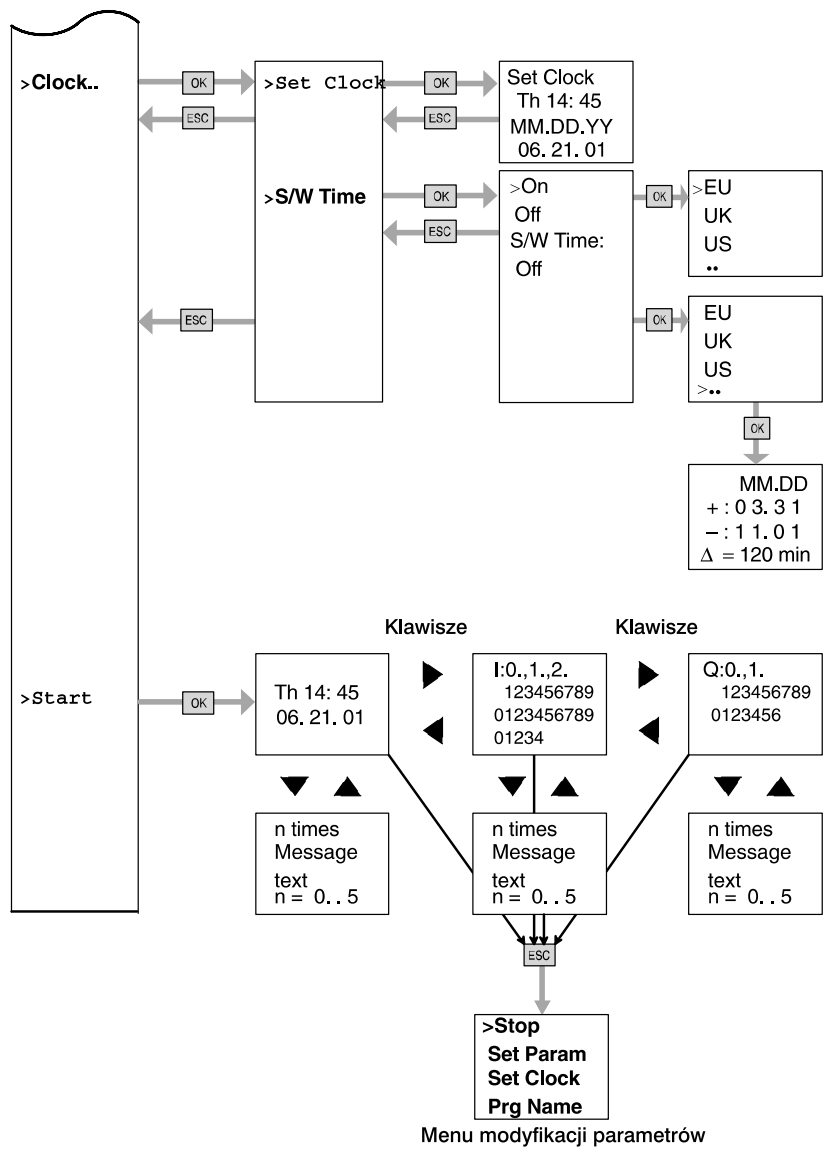 >Clock..
OK
ESC
>Set Clock
OK
ESC
Set Clock
Th 14: 45
MM.DD.YY
06. 21. 01
>S/W Time
OK
ESC
>On
Off
S/W Time:
Off
OK
>EU
UK
US
..
ESC
OK
EU
UK
US
>..
OK
MM.DD
+ : 0 3. 3 1
– : 1 1. 0 1
Δ = 120 min
Klawisze
Klawisze
>Start
OK
Th 14: 45
06. 21. 01
I:0.,1.,2.
123456789
0123456789
01234
Q:0.,1.
123456789
0123456
n times
Message
text
n = 0. . 5
n times
Message
text
n = 0. . 5
n times
Message
text
n = 0. . 5
ESC
>Stop
Set Param
Set Clock
Prg Name
Menu modyfikacji parametrów